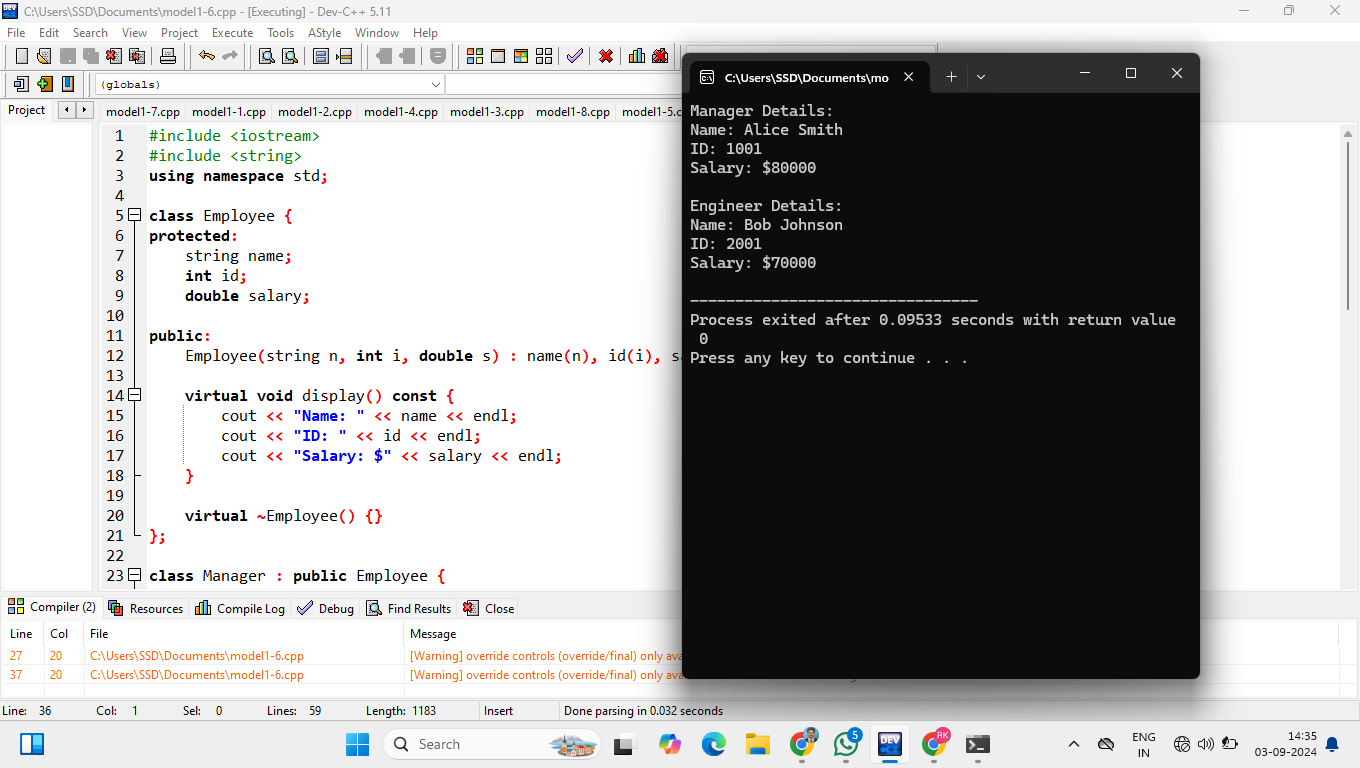 C:\Users\SSD\Documents\model1-6.cpp - [Executing] - Dev-C++ 5.11
File Edit Search View Project Execute Tools AStyle Window Help
(globals)
Project
model1-7.cpp model1-1.cpp model1-2.cpp model1-4.cpp model1-3.cpp model1-8.cpp model1-5.c
1 #include <iostream>
2 #include <string>
3 using namespace std;
4
5 class Employee {
6 protected:
7 string name;
8 int id;
9 double salary;
10
11 public:
12 Employee(string n, int i, double s) : name(n), id(i), s
13
14 virtual void display() const {
15 cout << "Name: " << name << endl;
16 cout << "ID: " << id << endl;
17 cout << "Salary: $" << salary << endl;
18 }
19
20 virtual ~Employee() {}
21 };
22
23 class Manager : public Employee {
C:\Users\SSD\Documents\mo
Manager Details:
Name: Alice Smith
ID: 1001
Salary: $80000
Engineer Details:
Name: Bob Johnson
ID: 2001
Salary: $70000
--------------------------------
Process exited after 0.09533 seconds with return value
0
Press any key to continue . . .
Compiler (2) Resources Compile Log Debug Find Results Close
Line Col File Message
27 20 C:\Users\SSD\Documents\model1-6.cpp [Warning] override controls (override/final) only ava
37 20 C:\Users\SSD\Documents\model1-6.cpp [Warning] override controls (override/final) only ava
Line: 36 Col: 1 Sel: 0 Lines: 59 Length: 1183 Insert Done parsing in 0.032 seconds
Search
5
DEV
RK
ENG
IN
14:35
03-09-2024